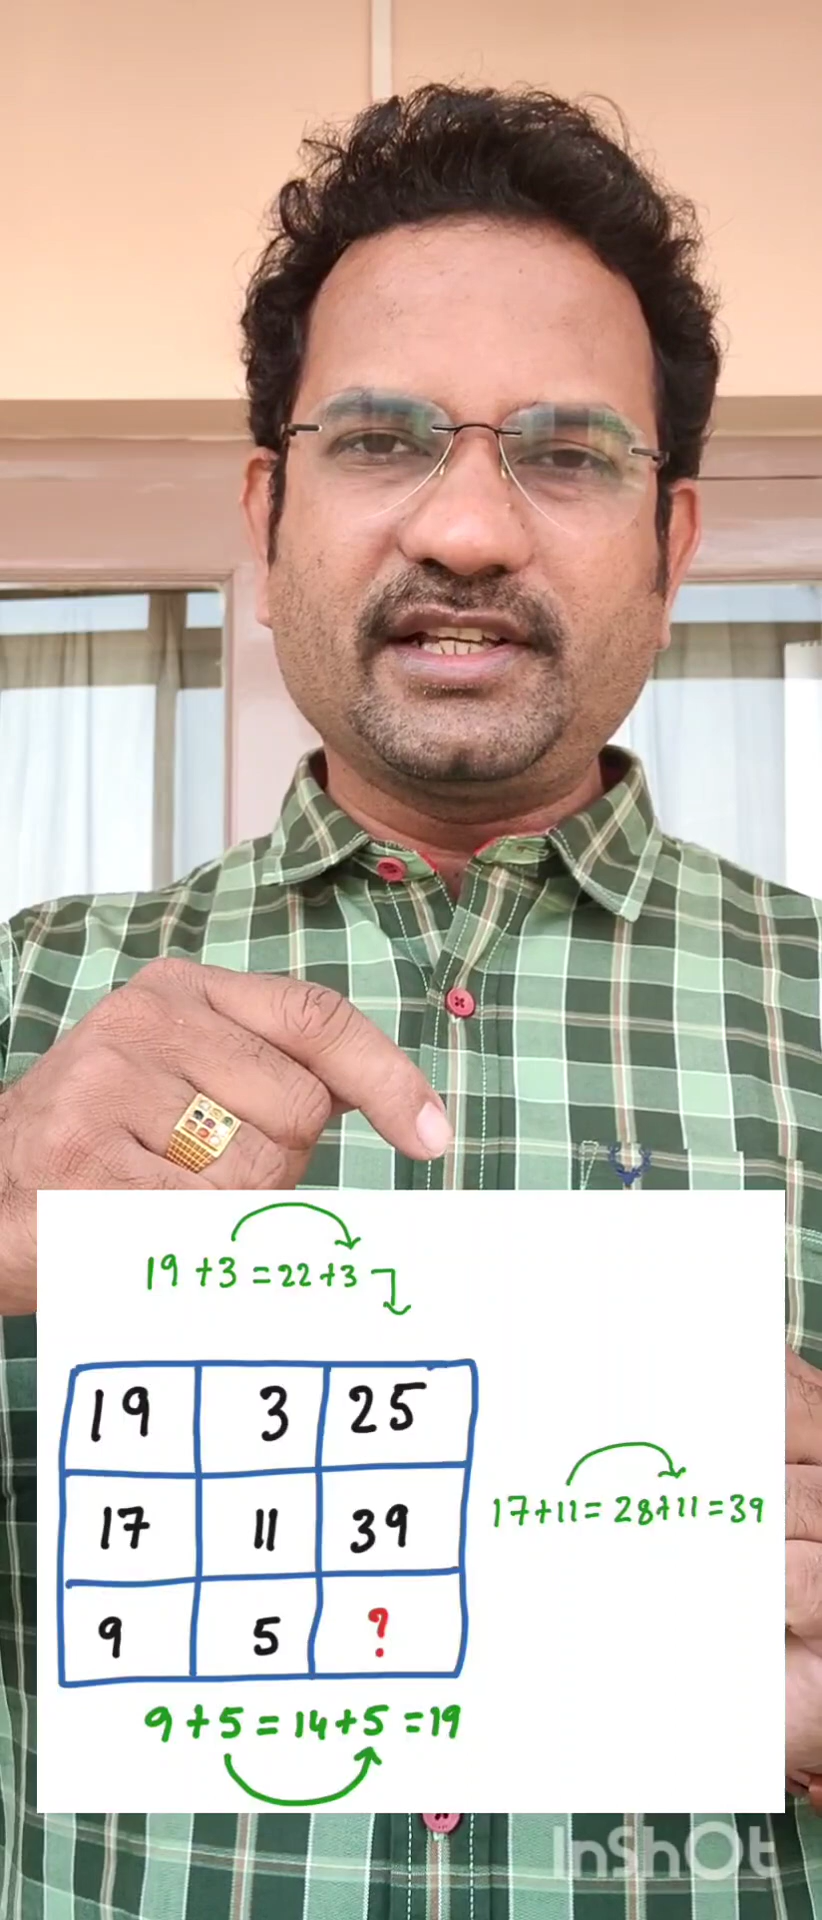 19 +3 = 22 +3
19 3 25
17 11 39
17+11= 28+11=39
9 5 ?
9 +5 = 14+5 =19
InShOt